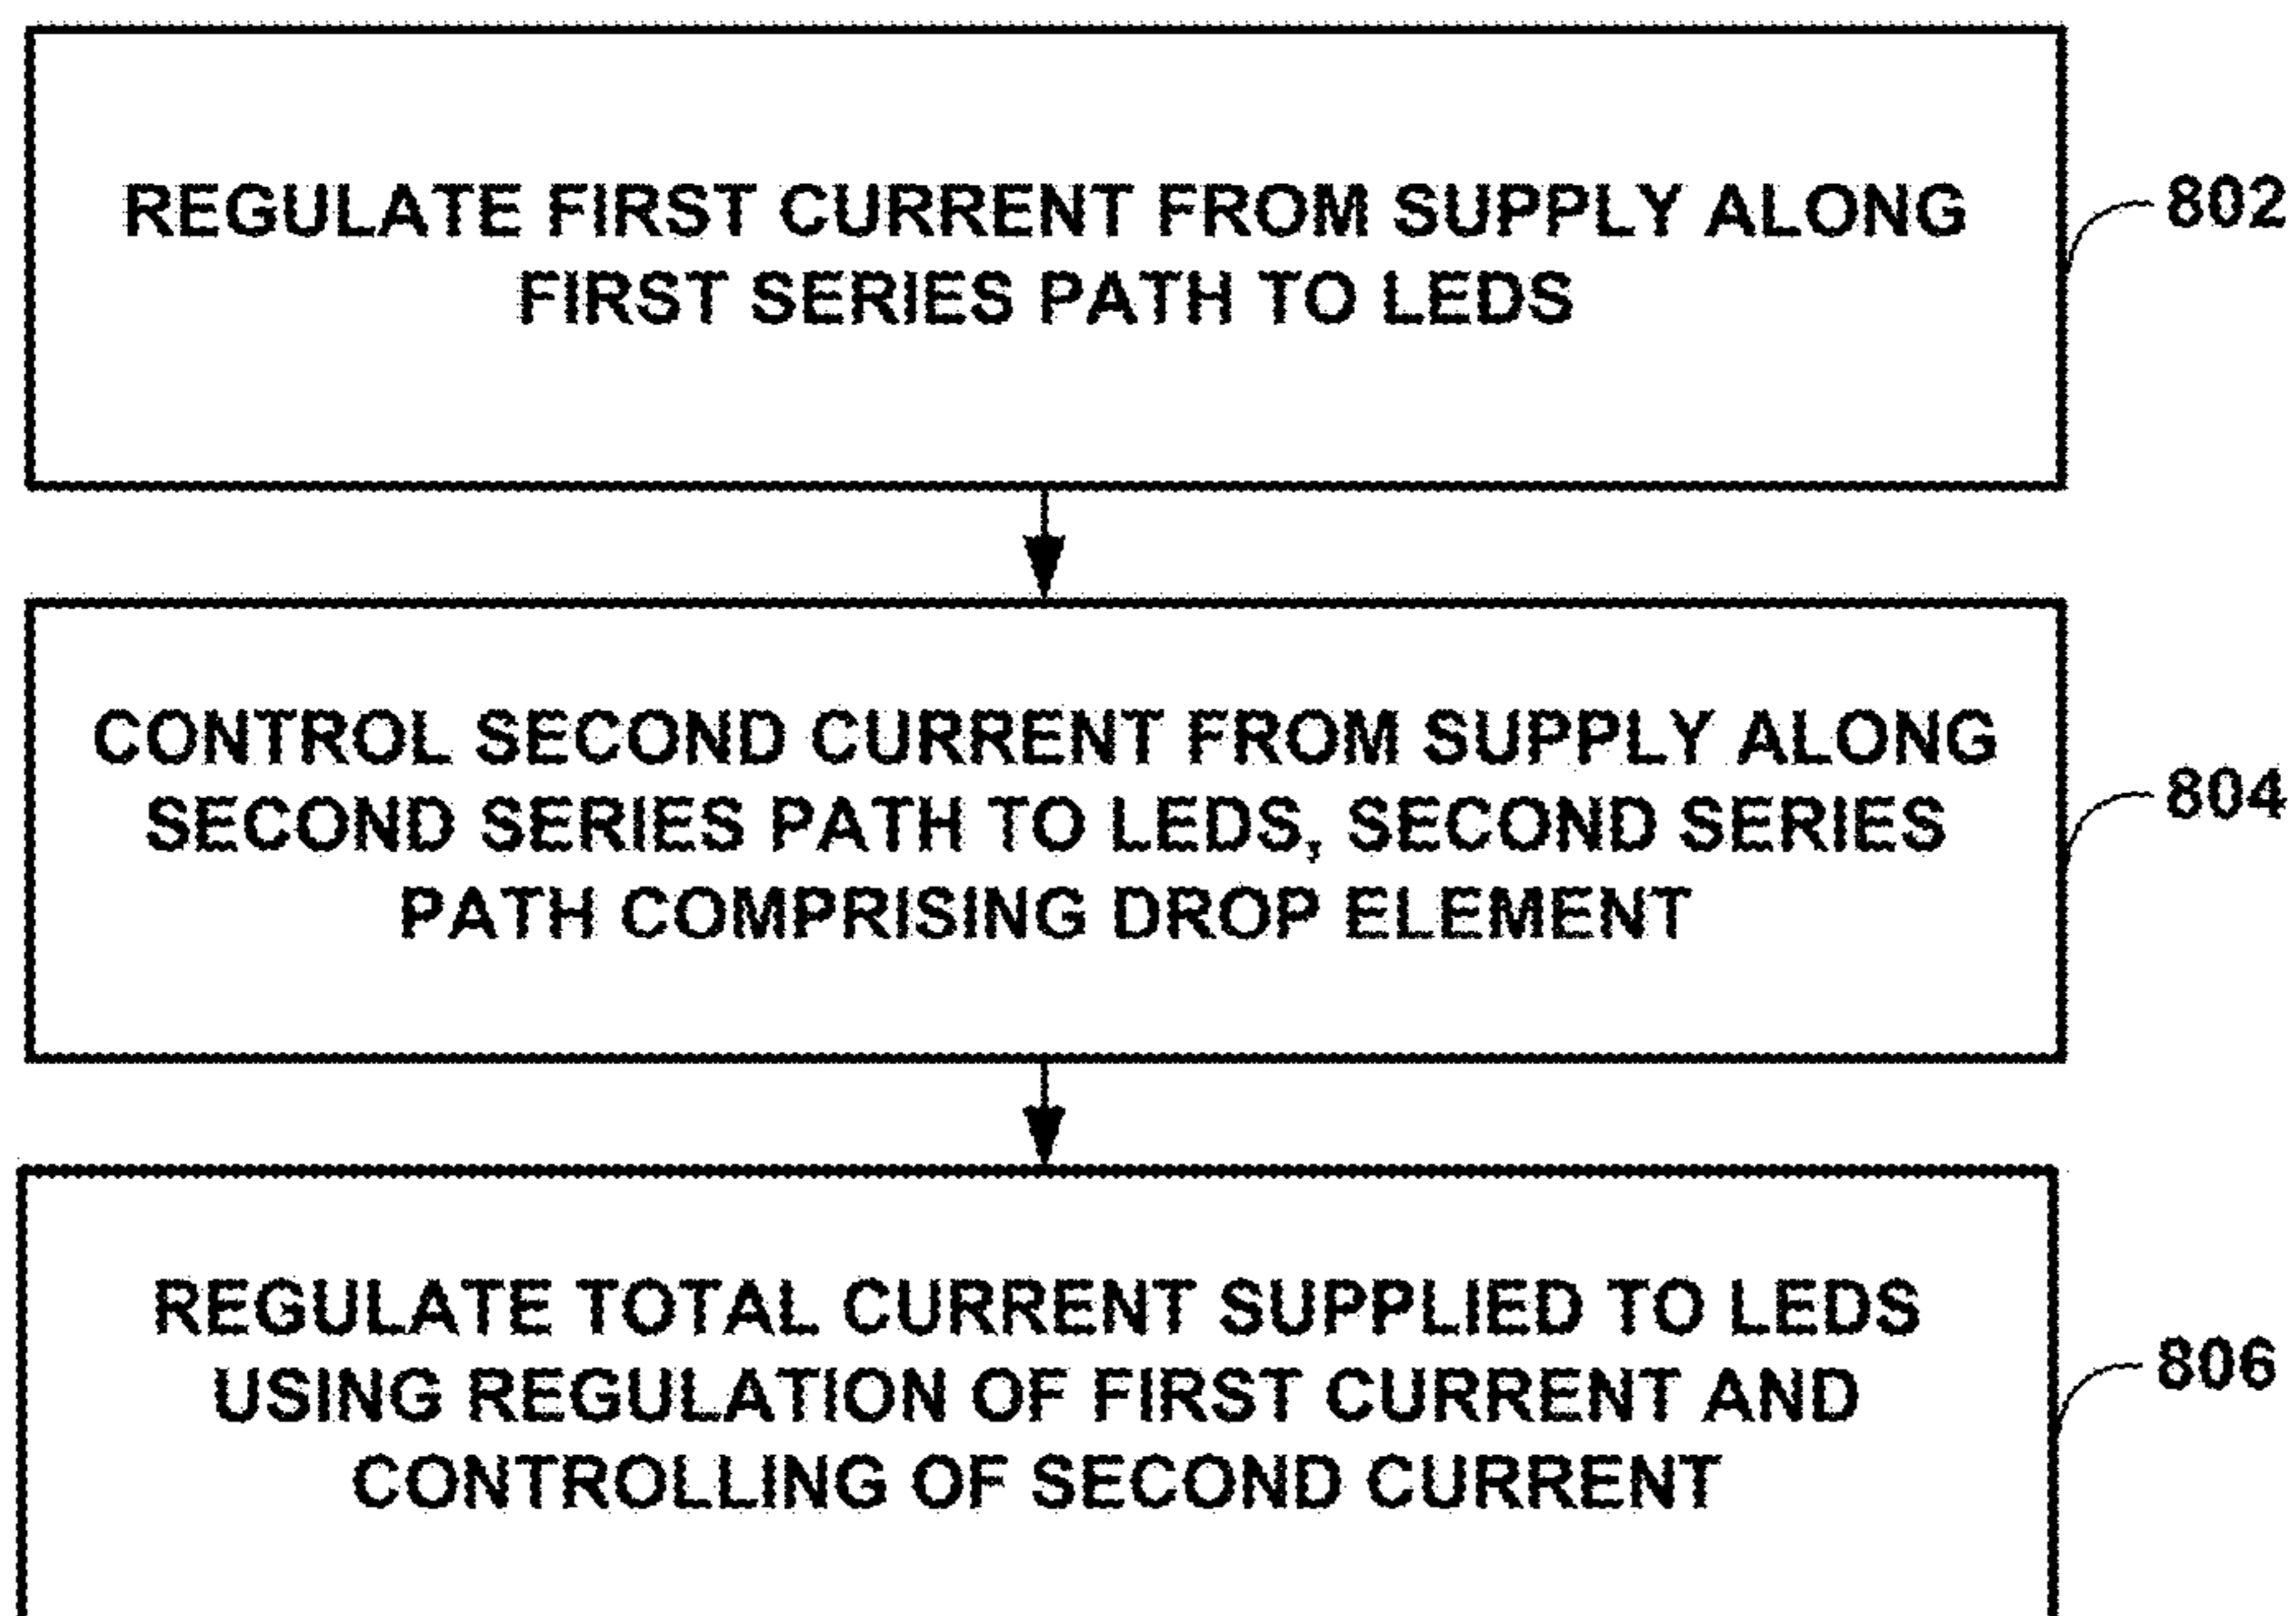 REGULATE FIRST CURRENT FROM SUPPLY ALONG
FIRST SERIES PATH TO LEDS
802
CONTROL SECOND CURRENT FROM SUPPLY ALONG
SECOND SERIES PATH TO LEDS, SECOND SERIES
PATH COMPRISING DROP ELEMENT
804
REGULATE TOTAL CURRENT SUPPLIED TO LEDS
USING REGULATION OF FIRST CURRENT AND
CONTROLLING OF SECOND CURRENT
806